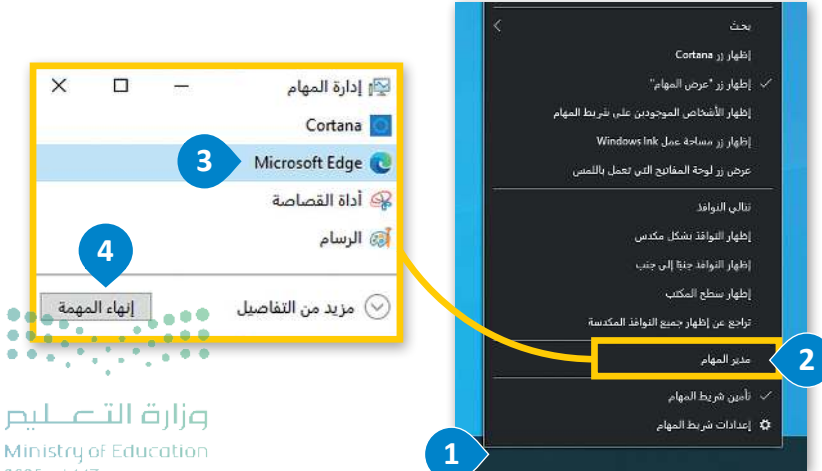 بحث
إظهار زر Cortana
إظهار زر "عرض المهام"
إظهار الأشخاص الموجودين على شريط المهام
إظهار زر مساحة عمل Windows Ink
عرض زر لوحة المفاتيح التي تعمل باللمس
تتالي النوافذ
إظهار النوافذ بشكل مكدس
إظهار النوافذ جنبًا إلى جنب
إظهار سطح المكتب
تراجع عن إظهار جميع النوافذ المكدسة
مدير المهام
2
تأمين شريط المهام
إعدادات شريط المهام
1
إدارة المهام
Cortana
Microsoft Edge
3
أداة القصاصة
الرسام
4
مزيد من التفاصيل
إنهاء المهمة
وزارة التعليم
Ministry of Education